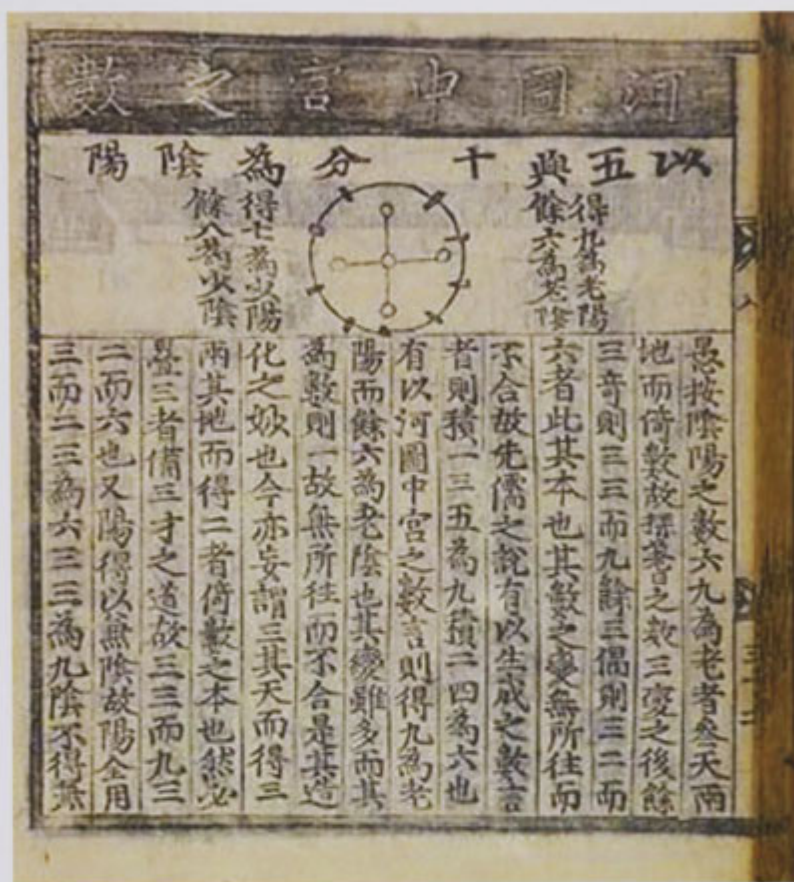 河圖中宮之數
以五與十分為陰陽
得九為老陽
餘六為老陰
得七為少陽
餘八為少陰
愚按陰陽之數六九為老者叄天兩
地而倚數故揲蓍之数三變之後餘
三奇則三三而九餘三偶則三二而
六者此其本也其數之變無所徃而
不合故先儒之說有以生成之數言
者則積一三五為九積二四為六也
有以河圖中宮之數言則得九為老
陽而餘六為老陰也其變雖多而其
為數則一故無所徃而不合是其造
化之妙也今亦妄謂三其天而得三
兩其地而得二者倚數之本也然必
疊三者備三才之道故三三而九三
二而六也又陽得以兼陰故陽全用
三而二三為六三三為九陰不得兼